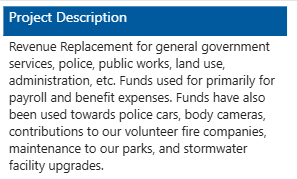 Project Description
Revenue Replacement for general government
services, police, public works, land use,
administration, etc. Funds used for primarily for
payroll and benefit expenses. Funds have also
been used towards police cars, body cameras,
contributions to our volunteer fire companies,
maintenance to our parks, and stormwater
facility upgrades.